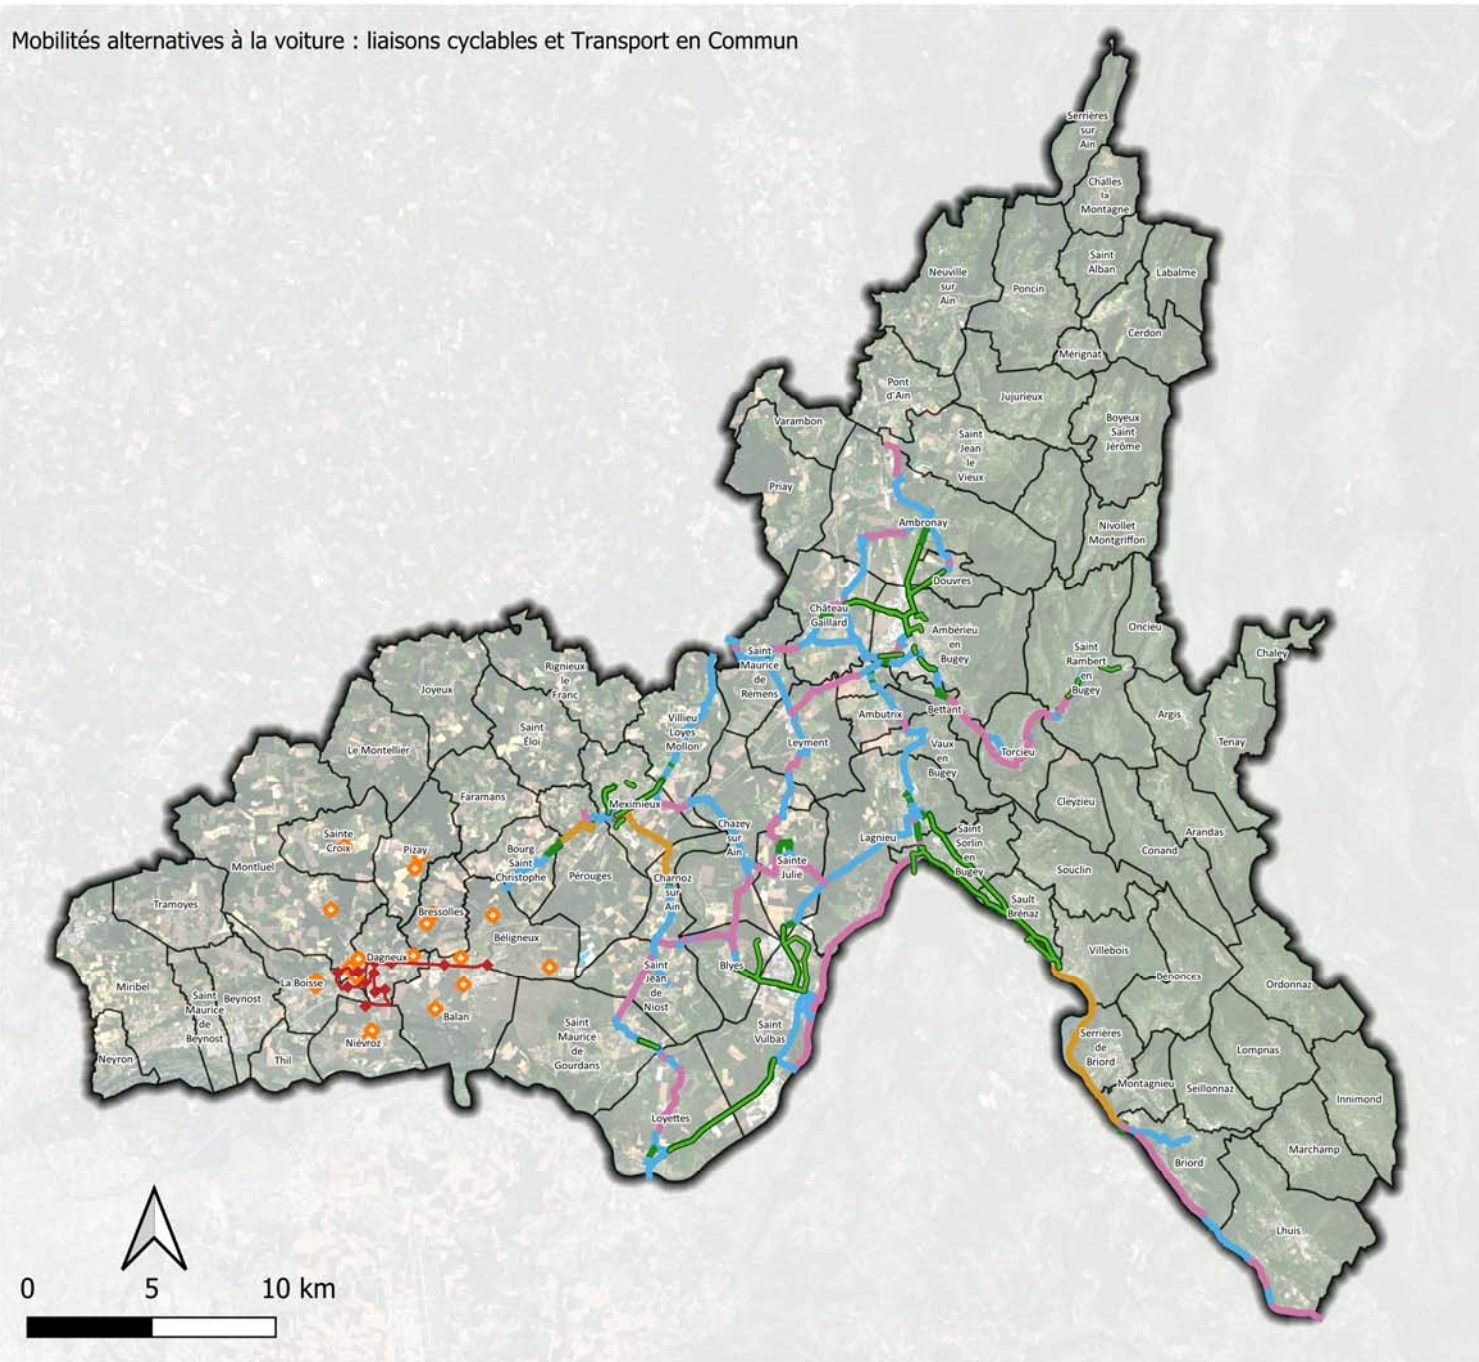 Mobilités alternatives à la voiture : liaisons cyclables et Transport en Commun
Serrières
sur
Ain
Challes
la
Montagne
Saint
Alban
Labalme
Neuville
sur
Ain
Poncin
Cerdon
Mérignat
Pont
d'Ain
Jujurieux
Varambon
Boyeux
Saint
Jérôme
Saint
Jean
le
Vieux
Priay
Ambronay
Nivollet
Montgriffon
Douvres
Château
Gaillard
Ambérieu
en
Bugey
Oncieu
Saint
Rambert
en
Bugey
Chaley
Saint
Maurice
de
Rémens
Rignieux
le
Franc
Joyeux
Villieu
Loyes
Mollon
Ambutrix
Bettant
Argis
Saint
Éloi
Leyment
Vaux
en
Bugey
Torcieu
Tenay
Le Montellier
Faramans
Meximieux
Cleyzieu
Chazey
sur
Ain
Lagnieu
Saint
Sorlin
en
Bugey
Arandas
Conand
Sainte
Croix
Pizay
Bourg
Saint
Christophe
Pérouges
Sainte
Julie
Souclin
Montluel
Charnoz
sur
Ain
Tramoyes
Bressolles
Sault
Brénaz
Béligneux
Villebois
Dagneux
Saint
Jean
de
Niost
Blyes
Bénonces
Ordonnaz
La Boisse
Miribel
Saint
Maurice
de
Beynost
Beynost
Balan
Saint
Maurice
de
Gourdans
Saint
Vulbas
Serrières
de
Briord
Niévroz
Neyron
Thil
Lompnas
Montagnieu
Seillonnaz
Innimond
Loyettes
Marchamp
Briord
Lhuis
0 5 10 km